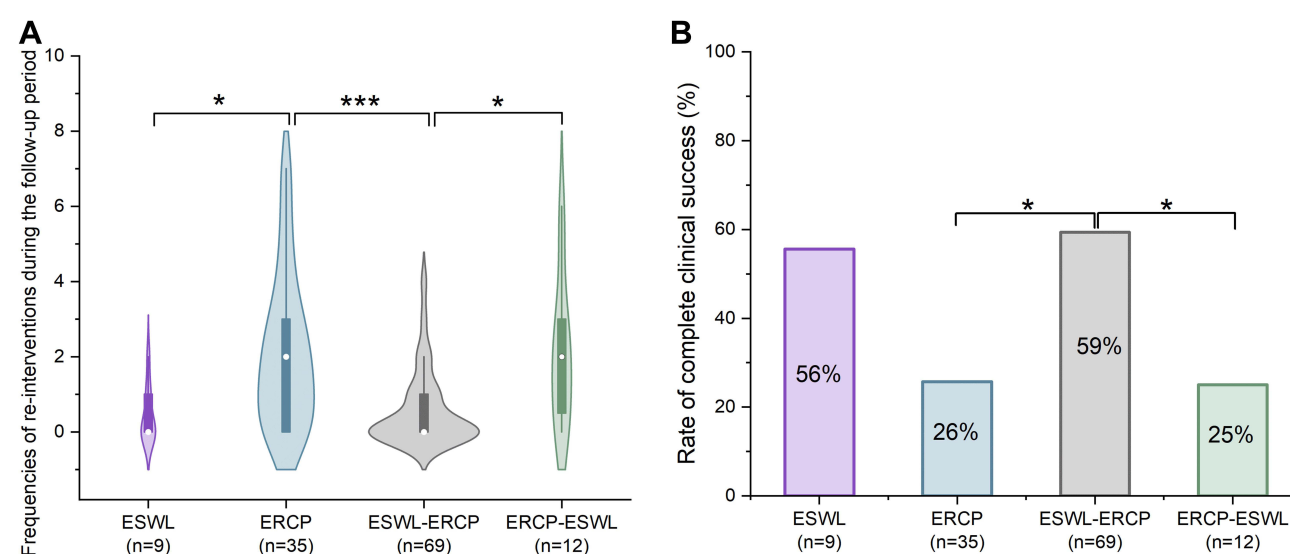 A
Frequencies of re-interventions during the follow-up period
10
8
6
4
2
0
*
***
*
ESWL
(n=9)
ERCP
(n=35)
ESWL-ERCP
(n=69)
ERCP-ESWL
(n=12)
B
Rate of complete clinical success (%)
100
80
60
40
20
0
*
*
56%
26%
59%
25%
ESWL
(n=9)
ERCP
(n=35)
ESWL-ERCP
(n=69)
ERCP-ESWL
(n=12)